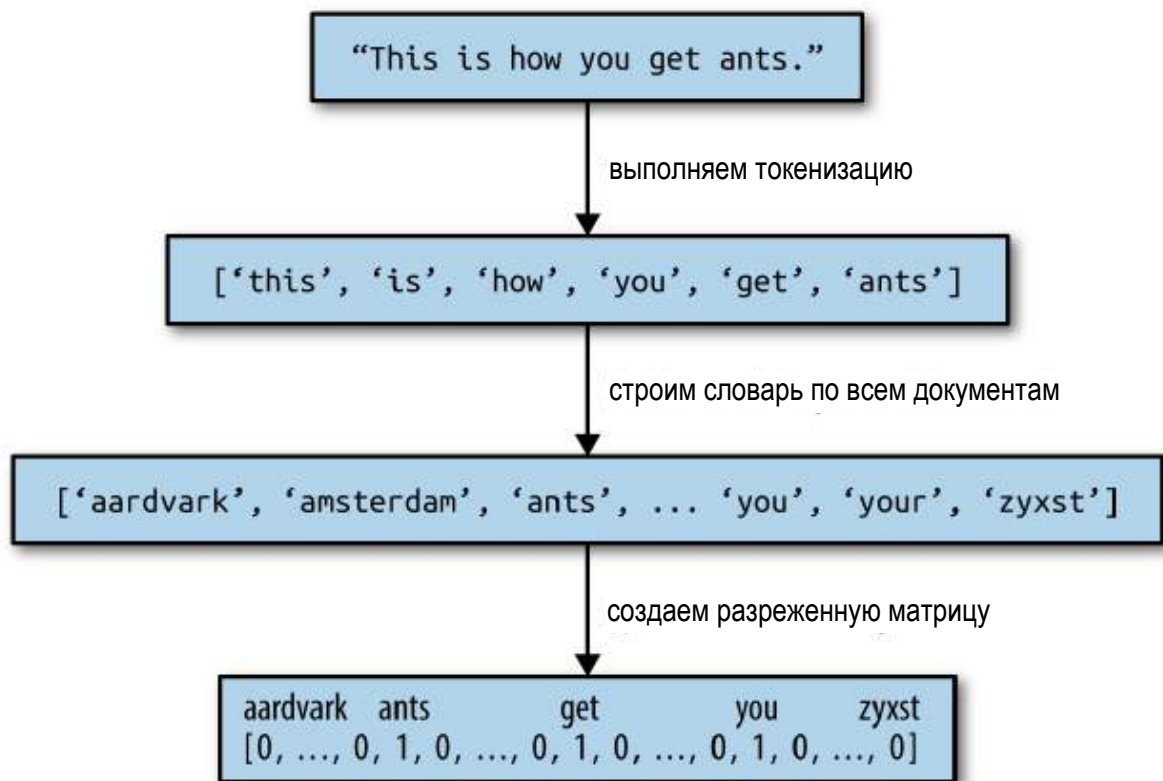 “This is how you get ants.”
выполняем токенизацию
[‘this’, ‘is’, ‘how’, ‘you’, ‘get’, ‘ants’]
строим словарь по всем документам
[‘aardvark’, ‘amsterdam’, ‘ants’, ... ‘you’, ‘your’, ‘zyxst’]
создаем разреженную матрицу
aardvark ants get you zyxst
[0, ..., 0, 1, 0, ..., 0, 1, 0, ..., 0, 1, 0, ..., 0]